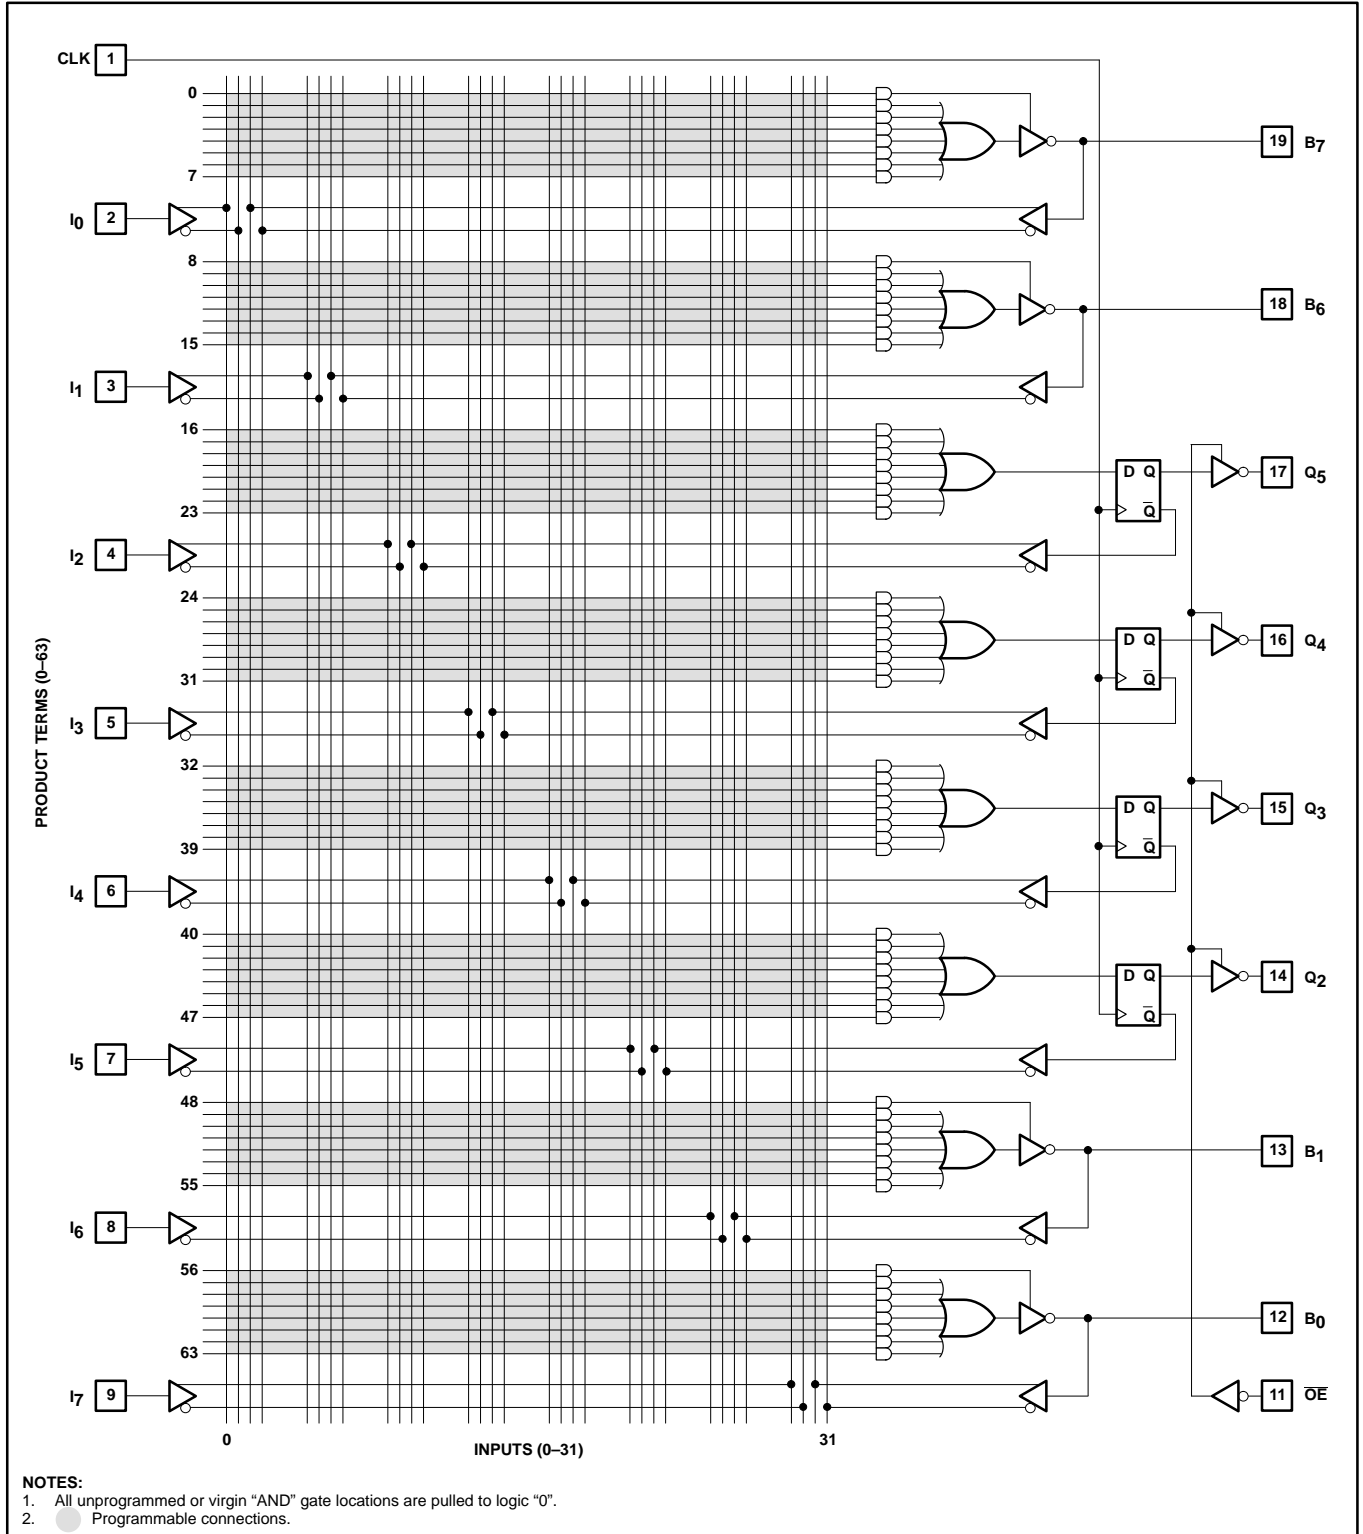 CLK 1
0
7
I0 2
19 B7
8
15
I1 3
18 B6
16
23
D Q
Q̅
17 Q5
I2 4
24
31
D Q
Q̅
16 Q4
I3 5
32
39
D Q
Q̅
15 Q3
I4 6
40
47
D Q
Q̅
14 Q2
I5 7
48
55
13 B1
I6 8
56
63
12 B0
I7 9
11 O̅E̅
PRODUCT TERMS (0–63)
0
31
INPUTS (0–31)
NOTES:
1. All unprogrammed or virgin “AND” gate locations are pulled to logic “0”.
2. Programmable connections.